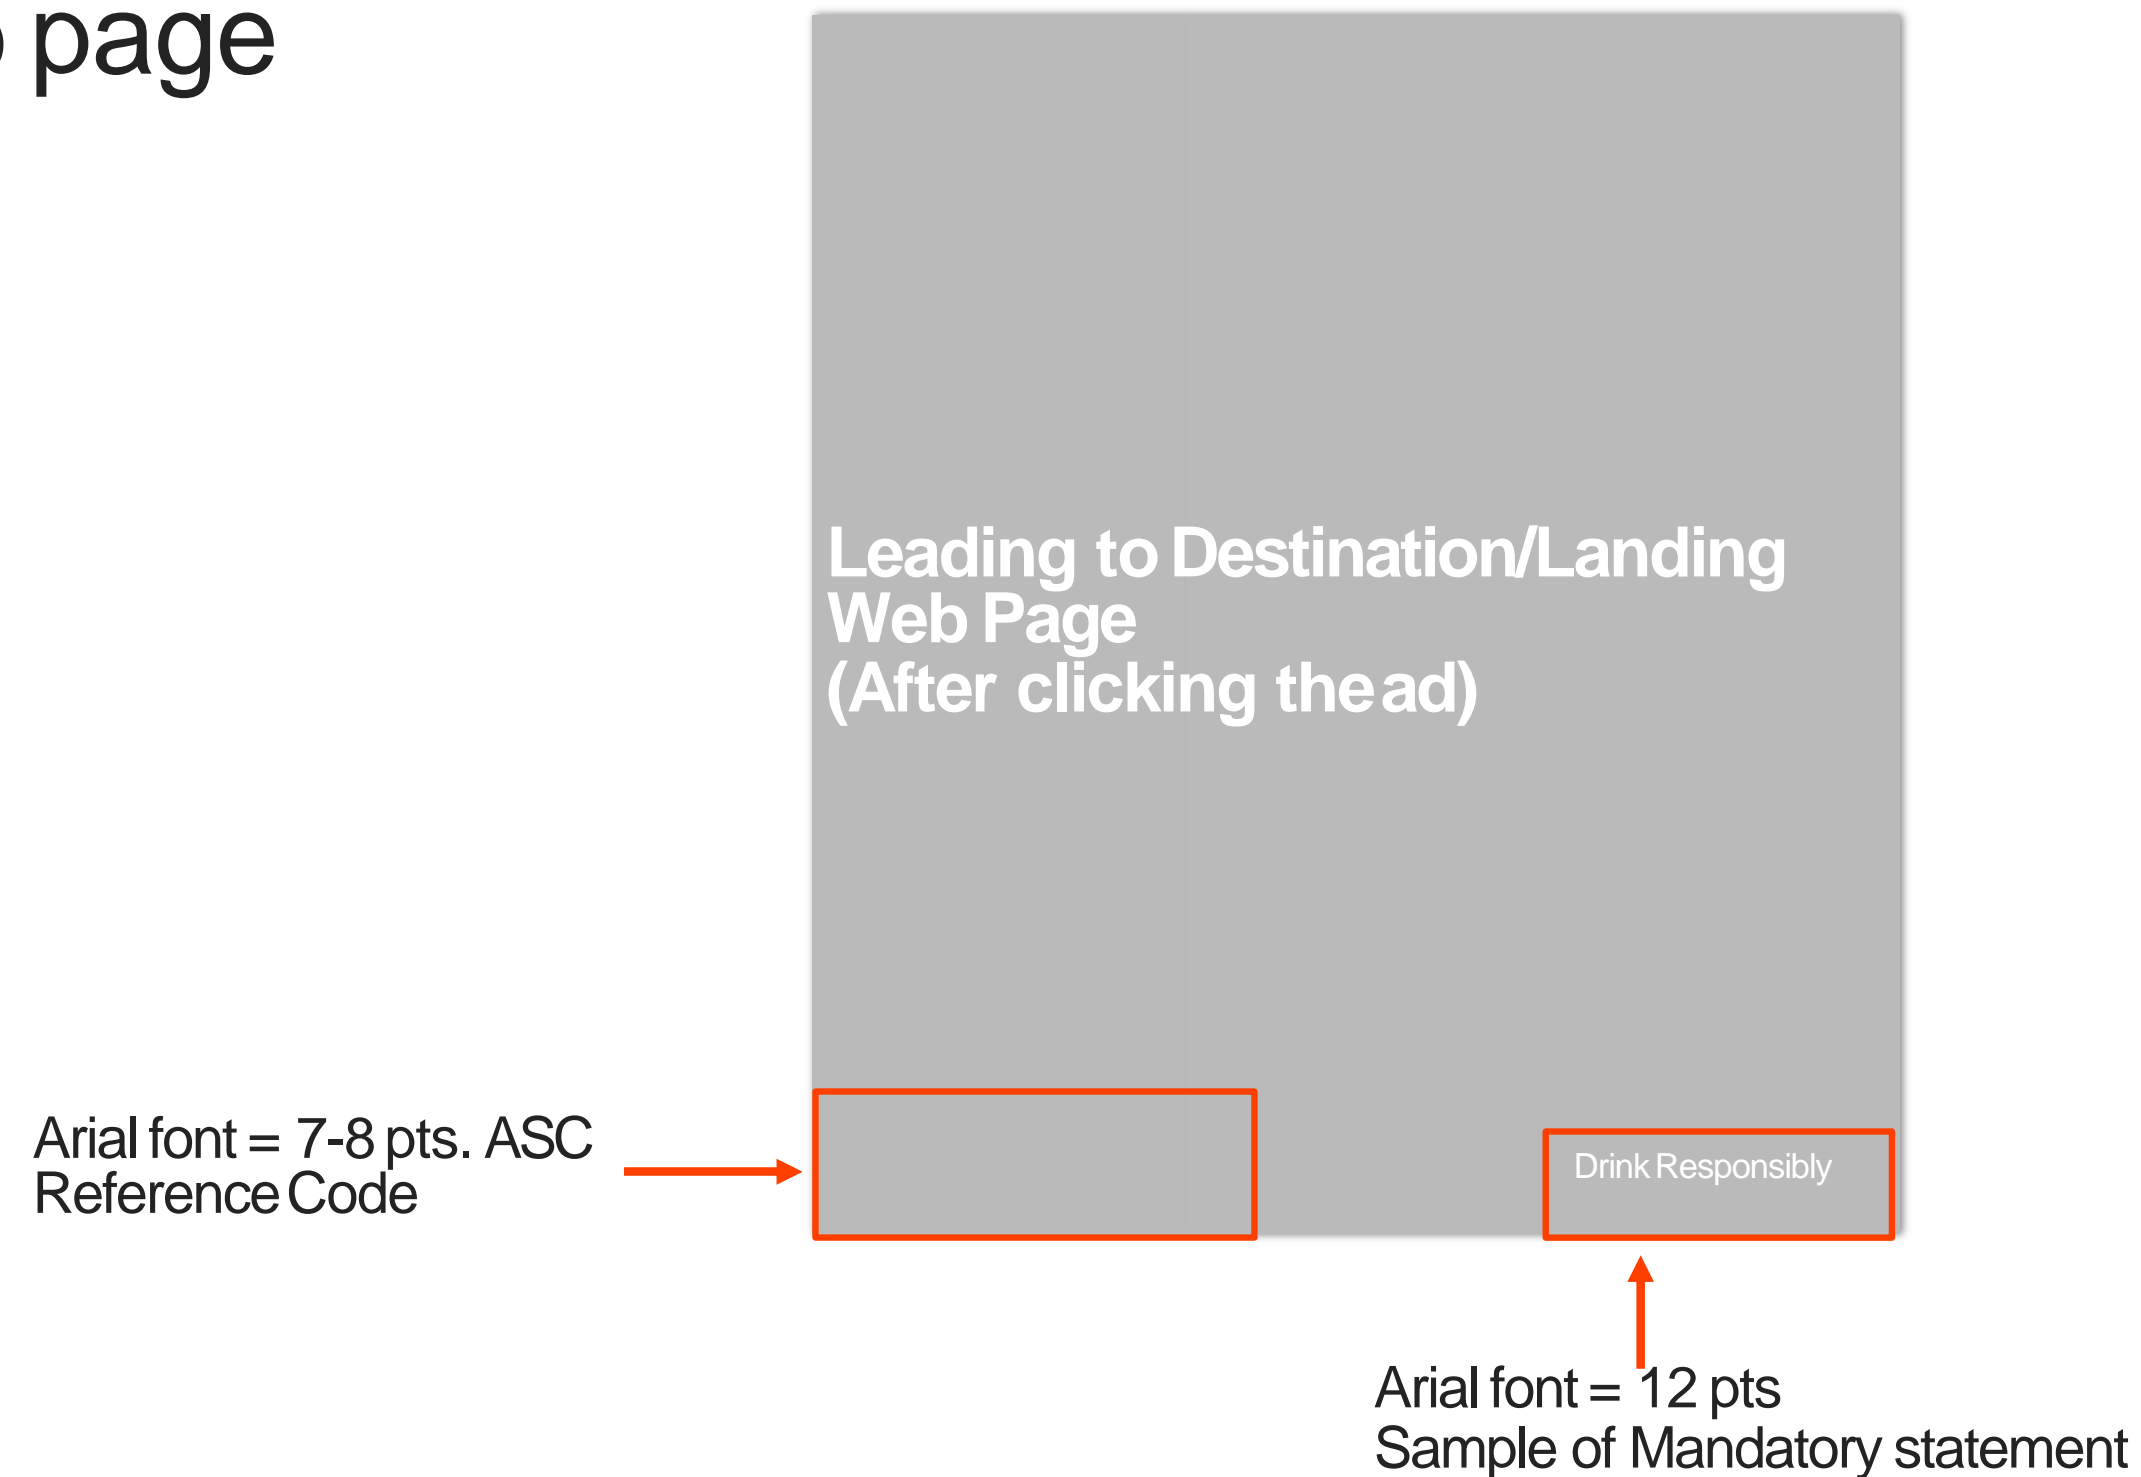 page
Leading to Destination/Landing
Web Page
(After clicking the ad)
Arial font = 7-8 pts. ASC
Reference Code
Drink Responsibly
Arial font = 12 pts
Sample of Mandatory statement